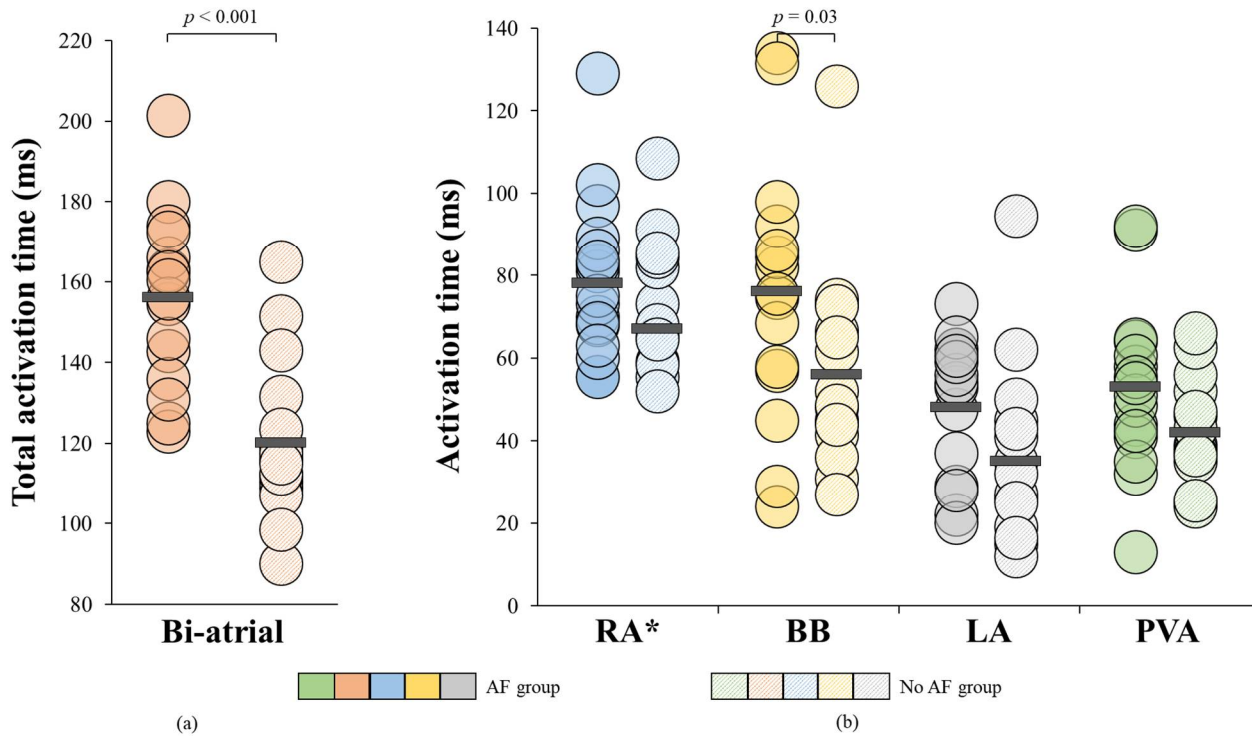 p < 0.001
Total activation time (ms)
220
200
180
160
140
120
100
80
Bi-atrial
p = 0.03
Activation time (ms)
140
120
100
80
60
40
20
0
RA* BB LA PVA
AF group No AF group
(a) (b)